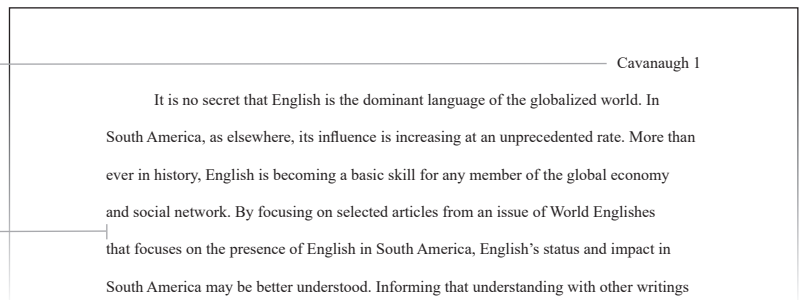 Cavanaugh 1
It is no secret that English is the dominant language of the globalized world. In
South America, as elsewhere, its influence is increasing at an unprecedented rate. More than
ever in history, English is becoming a basic skill for any member of the global economy
and social network. By focusing on selected articles from an issue of World Englishes
that focuses on the presence of English in South America, English’s status and impact in
South America may be better understood. Informing that understanding with other writings